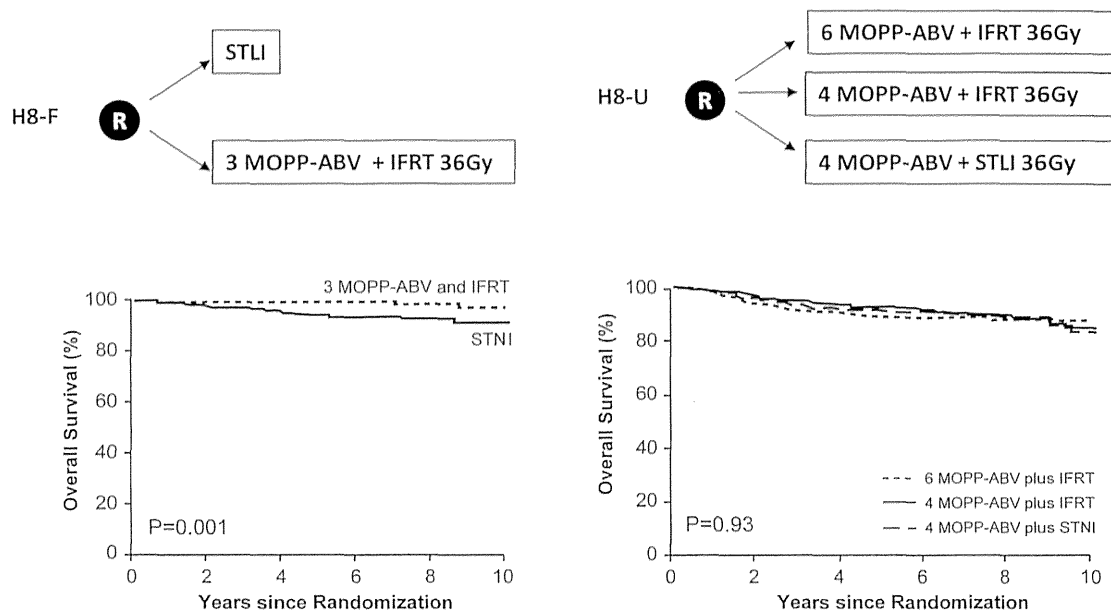 H8-F
R
STLI
3 MOPP-ABV + IFRT 36Gy
H8-U
R
6 MOPP-ABV + IFRT 36Gy
4 MOPP-ABV + IFRT 36Gy
4 MOPP-ABV + STLI 36Gy
Overall Survival (%)
100
80
60
40
20
0
3 MOPP-ABV and IFRT
STNI
P=0.001
0 2 4 6 8 10
Years since Randomization
Overall Survival (%)
100
80
60
40
20
0
6 MOPP-ABV plus IFRT
4 MOPP-ABV plus IFRT
4 MOPP-ABV plus STNI
P=0.93
0 2 4 6 8 10
Years since Randomization